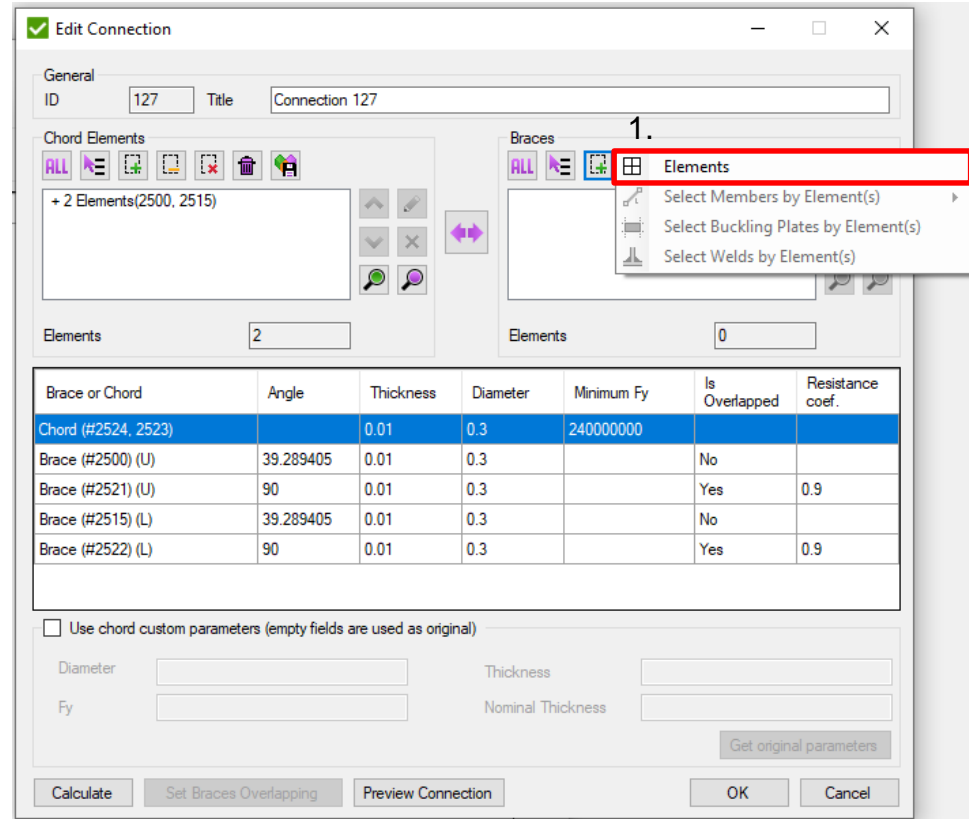 Edit Connection
General
ID 127 Title Connection 127
Chord Elements
Braces
1.
ALL
ALL
Elements
Select Members by Element(s)
Select Buckling Plates by Element(s)
Select Welds by Element(s)
+ 2 Elements(2500, 2515)
Elements 2
Elements 0
Brace or Chord Angle Thickness Diameter Minimum Fy Is Overlapped Resistance coef.
Chord (#2524, 2523) 0.01 0.3 240000000
Brace (#2500) (U) 39.289405 0.01 0.3 No
Brace (#2521) (U) 90 0.01 0.3 Yes 0.9
Brace (#2515) (L) 39.289405 0.01 0.3 No
Brace (#2522) (L) 90 0.01 0.3 Yes 0.9
Use chord custom parameters (empty fields are used as original)
Diameter Thickness
Fy Nominal Thickness
Get original parameters
Calculate Set Braces Overlapping Preview Connection OK Cancel